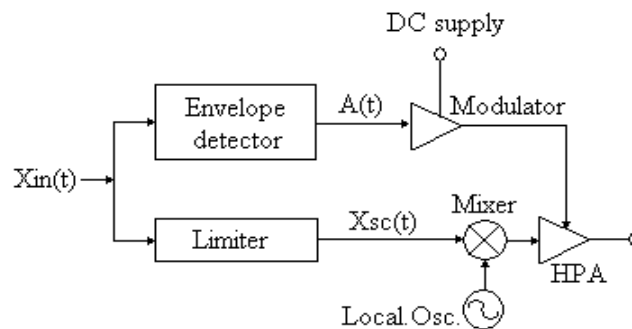 DC supply
Envelope
detector
A(t)
Modulator
Xin(t)
Limiter
Xsc(t)
Mixer
HPA
Local.Osc.